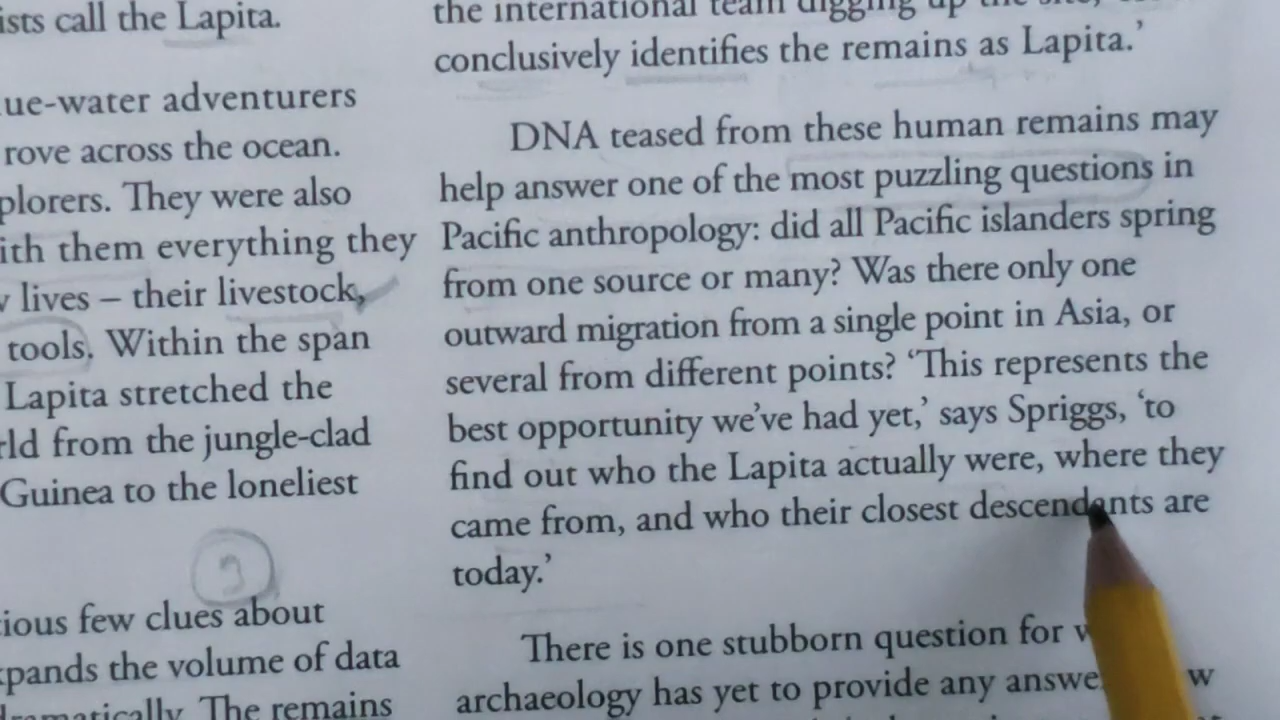 ists call the Lapita.
ue-water adventurers
rove across the ocean.
plorers. They were also
ith them everything they
lives – their livestock,
tools. Within the span
Lapita stretched the
rld from the jungle-clad
Guinea to the loneliest
3
ious few clues about
xpands the volume of data
dramatically. The remains
the international team digging up the site,
conclusively identifies the remains as Lapita.’
DNA teased from these human remains may
help answer one of the most puzzling questions in
Pacific anthropology: did all Pacific islanders spring
from one source or many? Was there only one
outward migration from a single point in Asia, or
several from different points? ‘This represents the
best opportunity we’ve had yet,’ says Spriggs, ‘to
find out who the Lapita actually were, where they
came from, and who their closest descendants are
today.’
There is one stubborn question for
archaeology has yet to provide any